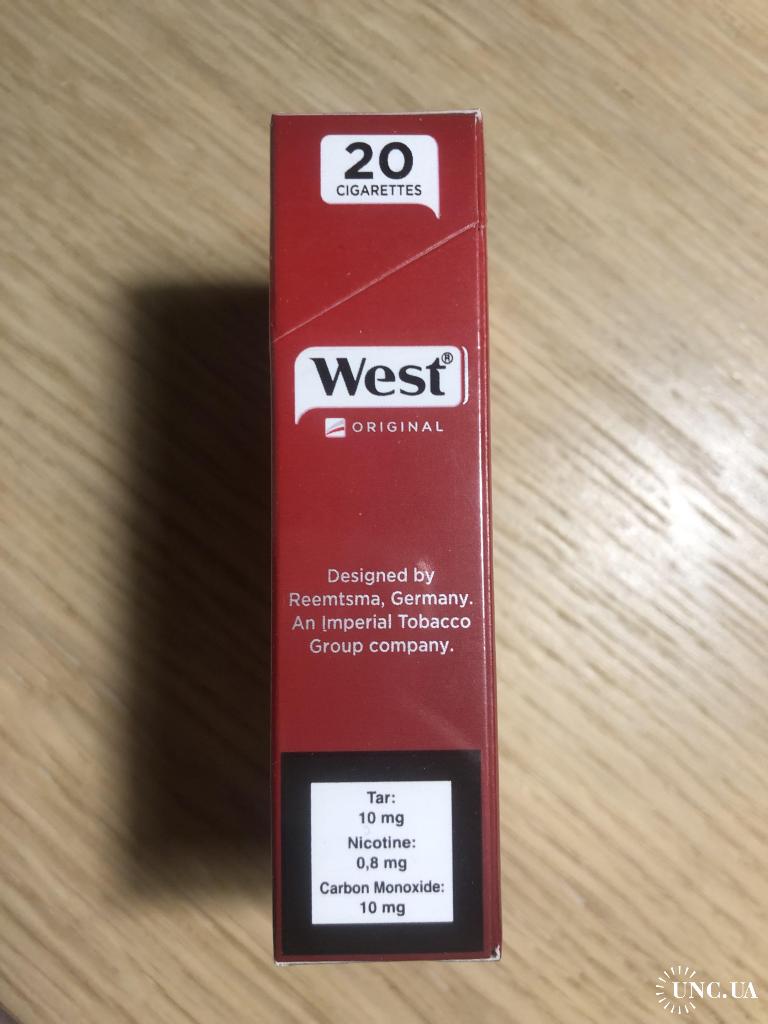 20
CIGARETTES
West®
ORIGINAL
Designed by
Reemtsma, Germany.
An Imperial Tobacco
Group company.
Tar:
10 mg
Nicotine:
0,8 mg
Carbon Monoxide:
10 mg
UNC.UA